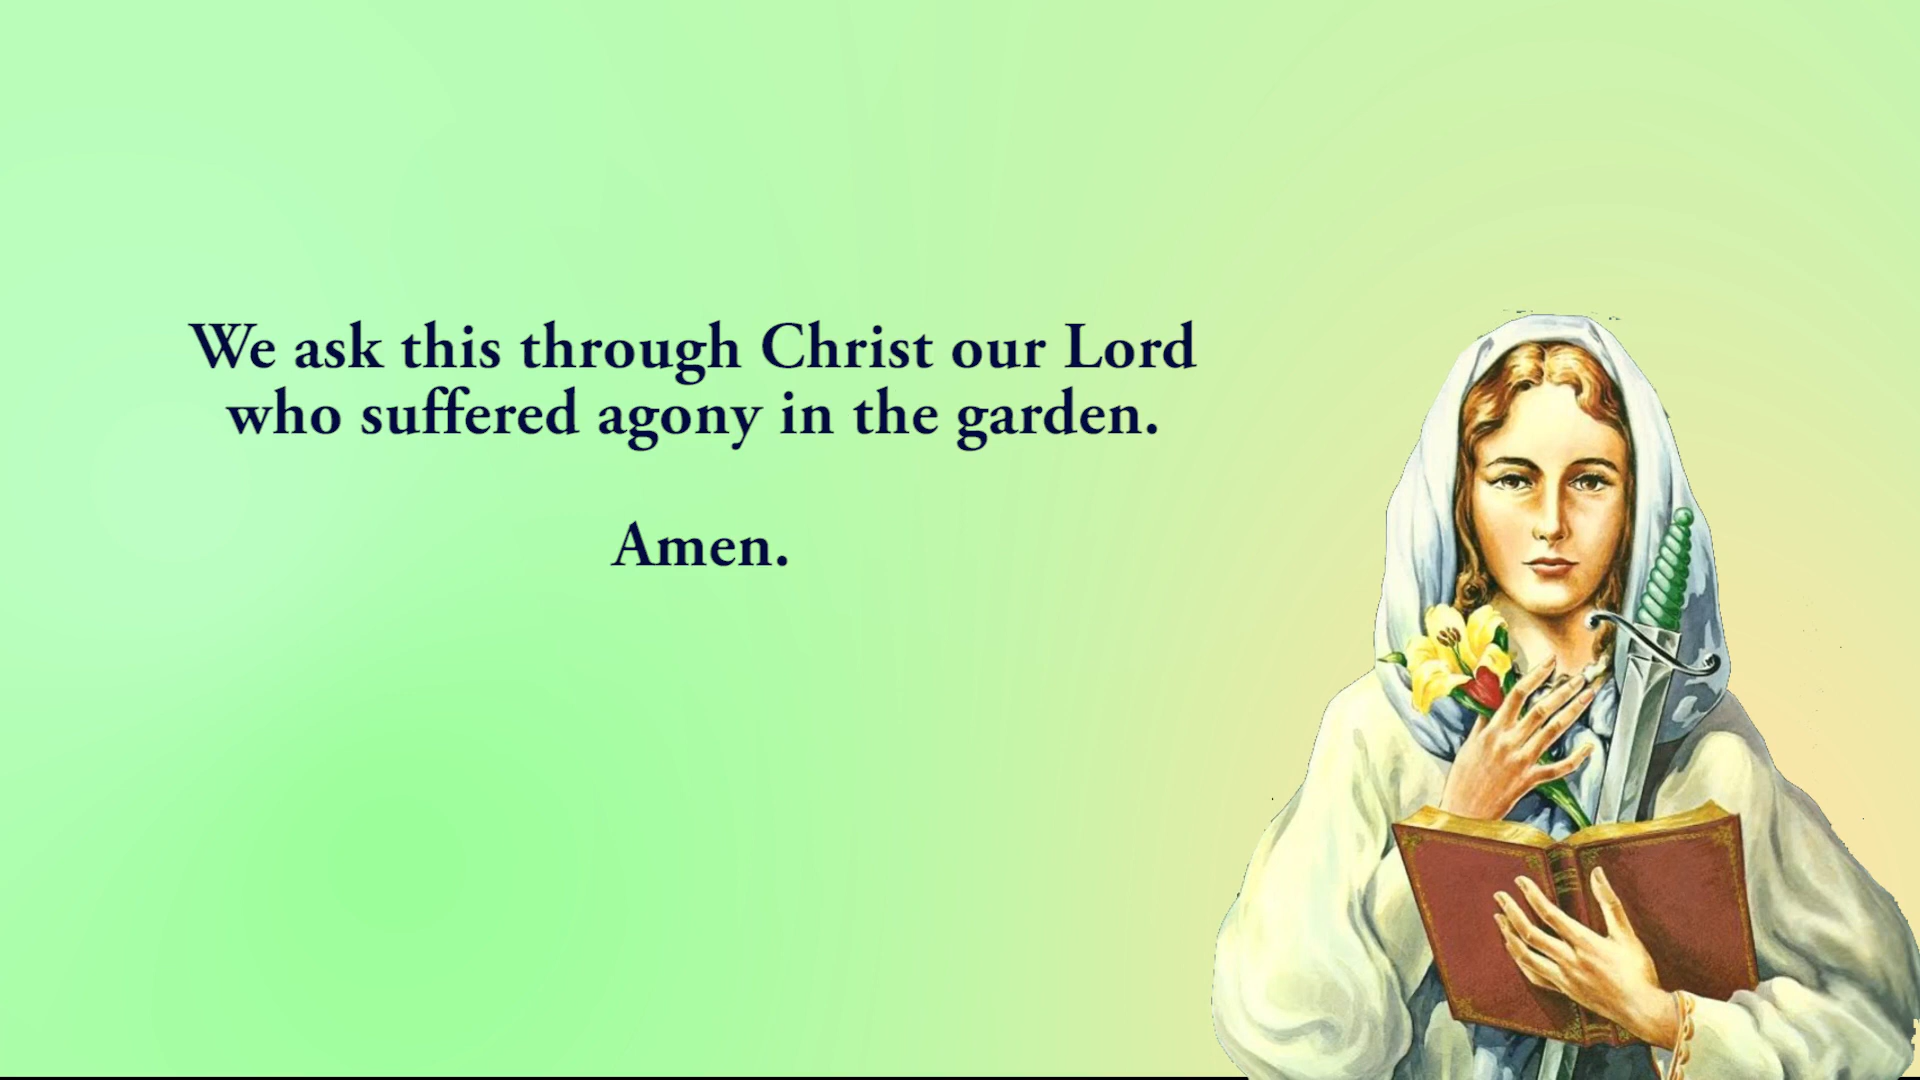 We ask this through Christ our Lord
who suffered agony in the garden.
Amen.